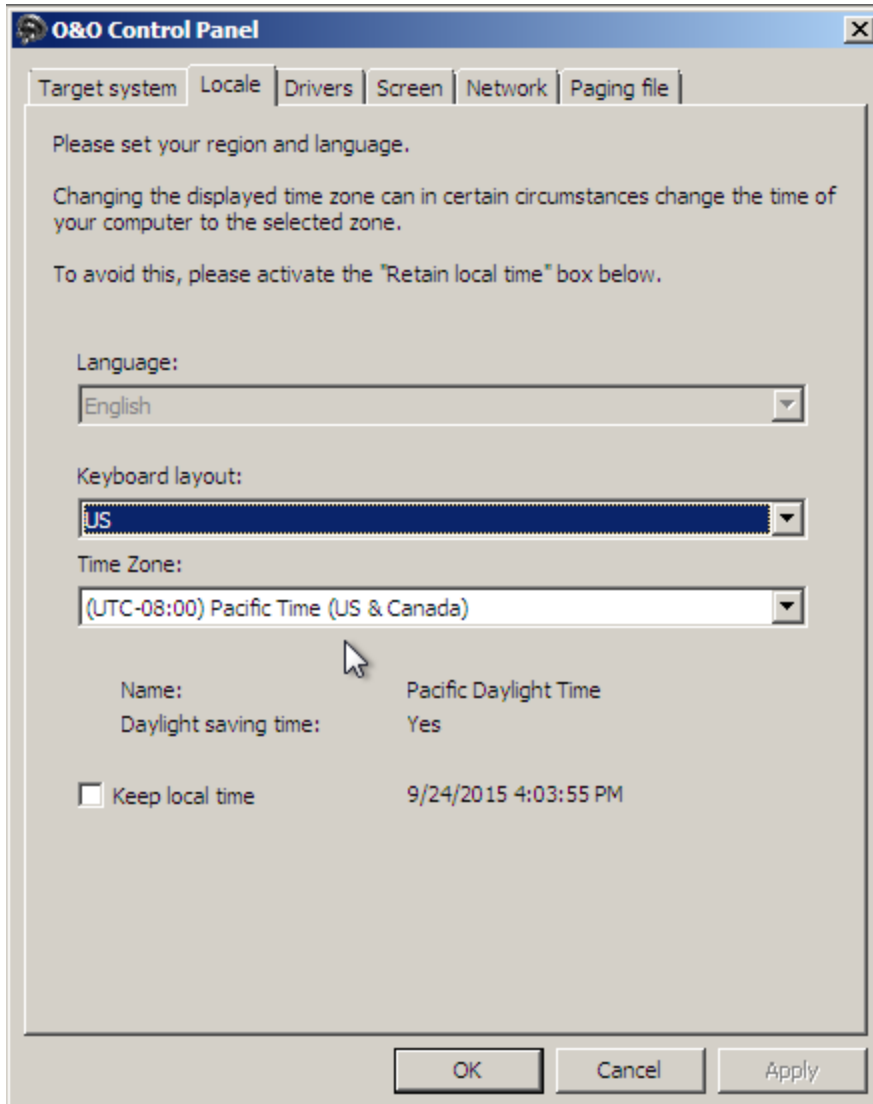 O&O Control Panel
Target system Locale Drivers Screen Network Paging file
Please set your region and language.
Changing the displayed time zone can in certain circumstances change the time of
your computer to the selected zone.
To avoid this, please activate the "Retain local time" box below.
Language:
English
Keyboard layout:
US
Time Zone:
(UTC-08:00) Pacific Time (US & Canada)
Name: Pacific Daylight Time
Daylight saving time: Yes
Keep local time 9/24/2015 4:03:55 PM
OK Cancel Apply